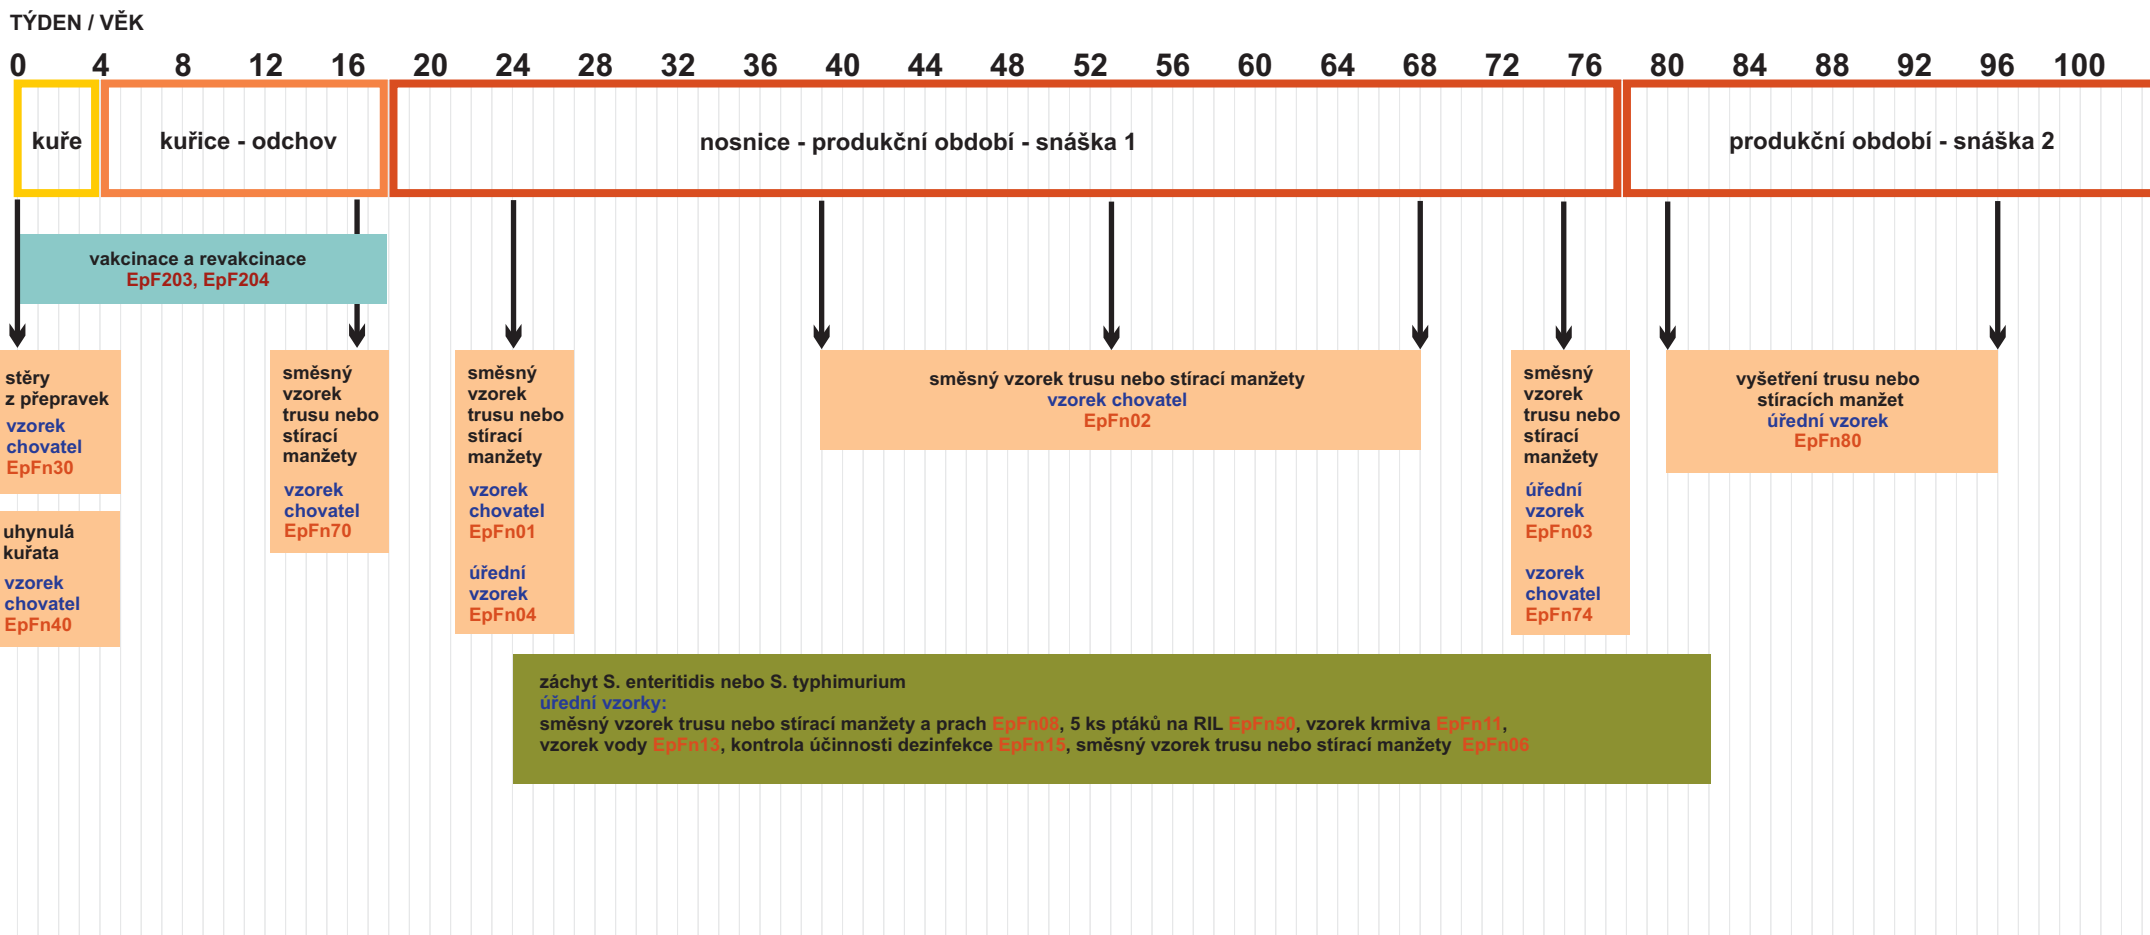 TÝDEN / VĚK
0 4 8 12 16 20 24 28 32 36 40 44 48 52 56 60 64 68 72 76 80 84 88 92 96 100
kuře
kuřice - odchov
nosnice - produkční období - snáška 1
produkční období - snáška 2
vakcinace a revakcinace
EpF203, EpF204
stěry
z přepravek
vzorek
chovatel
EpFn30
uhynulá
kuřata
vzorek
chovatel
EpFn40
směsný
vzorek
trusu nebo
stírací
manžety
vzorek
chovatel
EpFn70
směsný
vzorek
trusu nebo
stírací
manžety
vzorek
chovatel
EpFn01
úřední
vzorek
EpFn04
směsný vzorek trusu nebo stírací manžety
vzorek chovatel
EpFn02
směsný
vzorek
trusu nebo
stírací
manžety
úřední
vzorek
EpFn03
vzorek
chovatel
EpFn74
vyšetření trusu nebo
stíracích manžet
úřední vzorek
EpFn80
záchyt S. enteritidis nebo S. typhimurium
úřední vzorky:
směsný vzorek trusu nebo stírací manžety a prach EpFn08, 5 ks ptáků na RIL EpFn50, vzorek krmiva EpFn11,
vzorek vody EpFn13, kontrola účinnosti dezinfekce EpFn15, směsný vzorek trusu nebo stírací manžety EpFn06